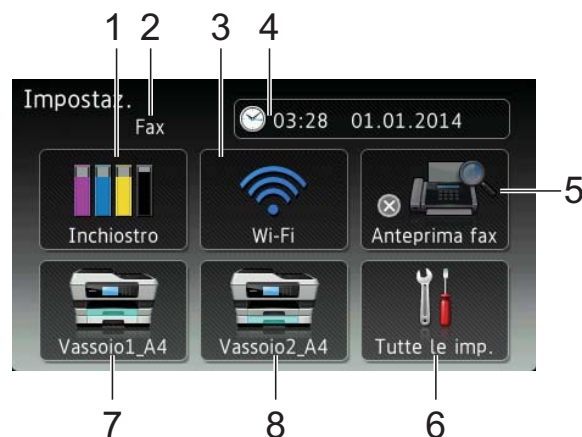 1 2 3 4
Impostaz.
Fax
03:28 01.01.2014
5
Inchiostro
Wi-Fi
Anteprima fax
Vassoio1_A4
Vassoio2_A4
Tutte le imp.
7 8 6